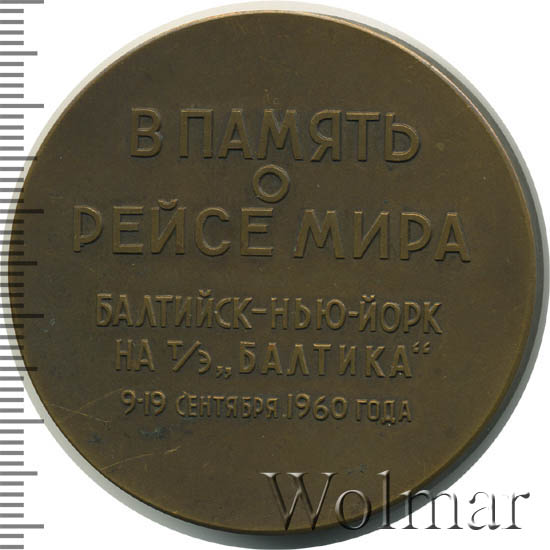 В ПАМЯТЬ
О
РЕЙСЕ МИРА
БАЛТИЙСК-НЬЮ-ЙОРК
НА Т/Э „БАЛТИКА“
9-19 СЕНТЯБРЯ 1960 ГОДА
Wolmar